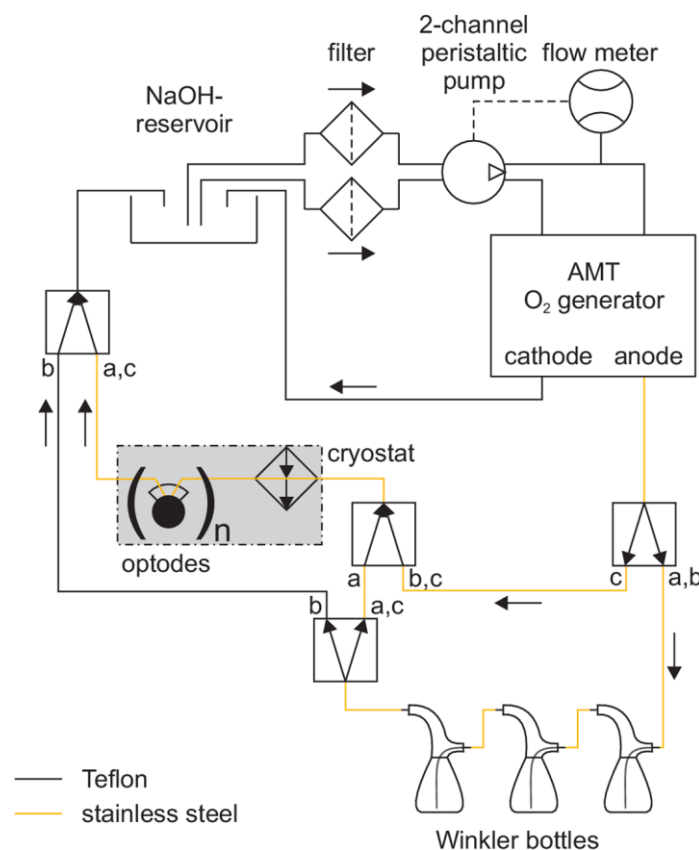 2-channel
peristaltic
pump
filter
flow meter
NaOH-
reservoir
AMT
O₂ generator
cathode
anode
b
a,c
cryostat
( )n
optodes
a
b,c
c
a,b
b
a,c
Teflon
stainless steel
Winkler bottles